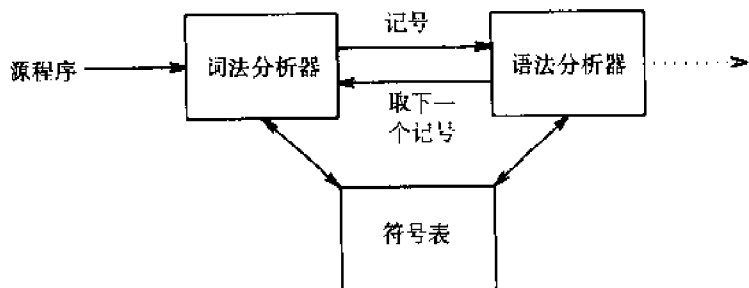 记号
源程序
词法分析器
语法分析器
取下一
个记号
符号表